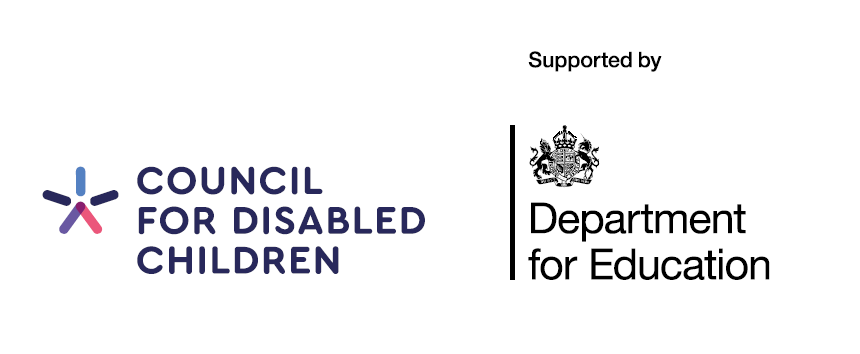 COUNCIL
FOR DISABLED
CHILDREN
Supported by
Department
for Education